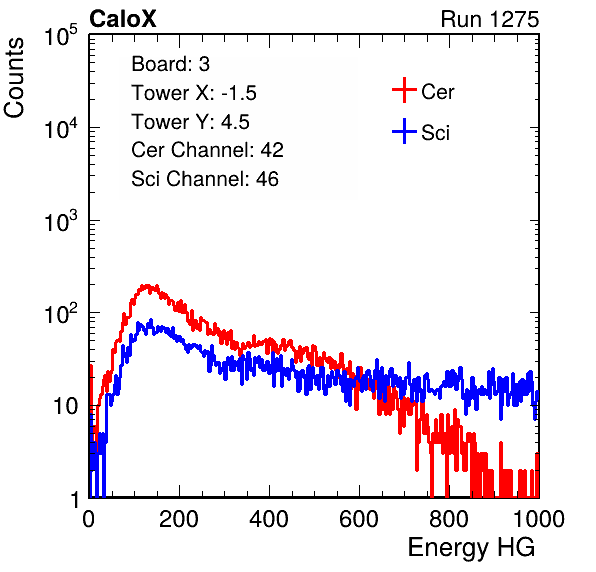 CaloX Run 1275
Counts
10^5
10^4
10^3
10^2
10
1
Board: 3
Tower X: -1.5
Tower Y: 4.5
Cer Channel: 42
Sci Channel: 46
Cer
Sci
0 200 400 600 800 1000
Energy HG